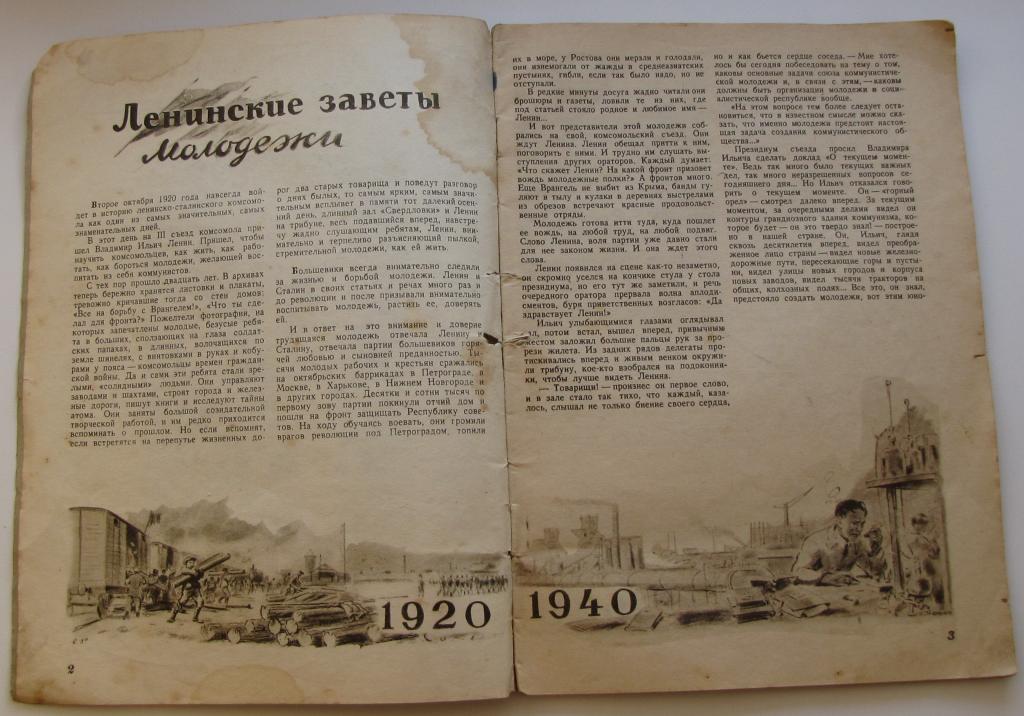 Ленинские заветы
молодежи
Второе октября 1920 года навсегда вой-
дет в историю ленинско-сталинского комсомо-
ла как один из самых значительных, самых
знаменательных дней.
В этот день на III съезд комсомола при-
шел Владимир Ильич Ленин. Пришел, чтобы
научить комсомольцев, как жить, как рабо-
тать, как бороться молодежи, желающей вос-
питать из себя коммунистов.
С тех пор прошло двадцать лет. В архивах
теперь бережно хранятся листовки и плакаты,
тревожно кричавшие тогда со стен домов:
«Все на борьбу с Врангелем!», «Что ты сде-
лал для фронта?» Пожелтели фотографии, на
которых запечатлены молодые, безусые ребя-
та в больших, сползающих на глаза солдат-
ских папахах, в длинных, волочащихся по
земле шинелях, с винтовками в руках и кобу-
рами у пояса — комсомольцы времен граждан-
ской войны. Да и сами эти ребята стали зре-
лыми, «солидными» людьми. Они управляют
заводами и шахтами, строят города и желез-
ные дороги, пишут книги и исследуют тайны
атома. Они заняты большой созидательной
творческой работой, и им редко приходится
вспоминать о прошлом. Но если вспомнят,
если встретятся на перепутье жизненных до-
рог два старых товарища и поведут разговор
о днях былых, то самым ярким, самым значи-
тельным всплывет в памяти тот далекий осен-
ний день, длинный зал «Свердловки» и Ленин
на трибуне, весь подавшийся вперед, навстре-
чу жадно слушающим ребятам, Ленин, вни-
мательно и терпеливо разъясняющий пылкой,
стремительной молодежи, как ей жить.
Большевики всегда внимательно следили
за жизнью и борьбой молодежи. Ленин и
Сталин в своих статьях и речах много раз и
до революции и после призывали внимательно
воспитывать молодежь, растить ее, доверять
ей.
И в ответ на это внимание и доверие
трудящаяся молодежь отвечала Ленину и
Сталину, отвечала партии большевиков горя-
чей любовью и сыновней преданностью. Ты-
сячи молодых рабочих и крестьян сражались
на октябрьских баррикадах в Петрограде, в
Москве, в Харькове, в Нижнем Новгороде и
в других городах. Десятки и сотни тысяч по
первому зову партии покинули отчий дом и
пошли на фронт защищать Республику сове-
тов. На ходу обучаясь воевать, они громили
врагов революции под Петроградом, топили
1920
2
их в море, у Ростова они мерзли и голодали,
они изнемогали от жажды в среднеазиатских
пустынях, гибли, если так было надо, но не
отступали.
В редкие минуты досуга жадно читали они
брошюры и газеты, ловили те из них, где
под статьей стояло родное и любимое имя —
Ленин...
И вот представители этой молодежи соб-
рались на свой, комсомольский съезд. Они
ждут Ленина. Ленин обещал притти к ним,
поговорить с ними. И трудно им слушать вы-
ступления других ораторов. Каждый думает:
«Что скажет Ленин? На какой фронт призовет
вождь молодежные полки?» А фронтов много.
Еще Врангель не выбит из Крыма, банды гу-
ляют в тылу и кулаки в деревнях выстрелами
из обрезов встречают красные продовольст-
венные отряды.
Молодежь готова итти туда, куда пошлет
ее вождь, на любой труд, на любой подвиг.
Слово Ленина, воля партии уже давно стали
для нее законом жизни. И она ждет этого
слова.
Ленин появился на сцене как-то незаметно,
он скромно уселся на кончике стула у стола
президиума, но его тут же заметили, и речь
очередного оратора прервала волна аплоди-
сментов, буря приветственных возгласов: «Да
здравствует Ленин!»
Ильич улыбающимися глазами оглядывал
зал, потом встал, вышел вперед, привычным
жестом заложил большие пальцы рук за про-
рези жилета. Из задних рядов делегаты про-
тискивались вперед и живым венком окружи-
ли трибуну, кое-кто взобрался на подоконни-
ки, чтобы лучше видеть Ленина.
— Товарищи! — произнес он первое слово,
и в зале стало так тихо, что каждый, каза-
лось, слышал не только биение своего сердца,
но и как бьется сердце соседа. — Мне хоте-
лось бы сегодня побеседовать на тему о том,
каковы основные задачи союза коммунистиче-
ской молодежи и, в связи с этим, — каковы
должны быть организации молодежи в социа-
листической республике вообще.
«На этом вопросе тем более следует остано-
виться, что в известном смысле можно ска-
зать, что именно молодежи предстоит настоя-
щая задача создания коммунистического об-
щества...»
Президиум съезда просил Владимира
Ильича сделать доклад «О текущем момен-
те». Ведь так много было текущих важных
дел, так много неразрешенных вопросов се-
годняшнего дня... Но Ильич отказался гово-
рить о текущем моменте. Он — «горный
орел» — смотрел далеко вперед. За текущим
моментом, за очередными делами видел он
контуры грандиозного здания коммунизма, ко-
торое будет — он это твердо знал! — построе-
но в нашей стране. Он, Ильич, глядя
сквозь десятилетия вперед, видел преобра-
женное лицо страны — видел новые железно-
дорожные пути, пересекающие горы и пусты-
ни, видел улицы новых городов и корпуса
новых заводов, видел тысячи тракторов на
общих, колхозных полях... Все это, он знал,
предстояло создать молодежи, вот этим юно-
1940
3